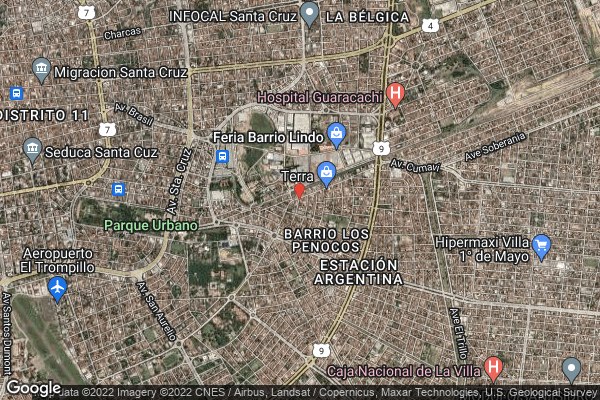 INFOCAL Santa Cruz
LA BÉLGICA
7
4
Charcas
Migracion Santa Cruz
Hospital Guaracachi
H
DISTRITO 11
Av. Brasil
7
Feria Barrio Lindo
9
Ave Soberania
Seduca Santa Cuz
Av. Cumavi
Av. Sta. Cruz
Terra
Parque Urbano
BARRIO LOS
PENOCOS
Aeropuerto
El Trompillo
Hipermaxi Villa
1° de Mayo
ESTACIÓN
ARGENTINA
Av. San Aurelio
Av Santos Dumont
Ave El Trillo
9
Caja Nacional de La Villa
H
Google
data ©2022 Imagery ©2022 CNES / Airbus, Landsat / Copernicus, Maxar Technologies, U.S. Geological Survey